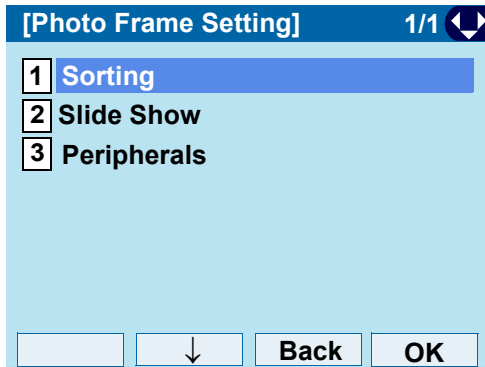 [Photo Frame Setting] 1/1
1 Sorting
2 Slide Show
3 Peripherals
↓ Back OK